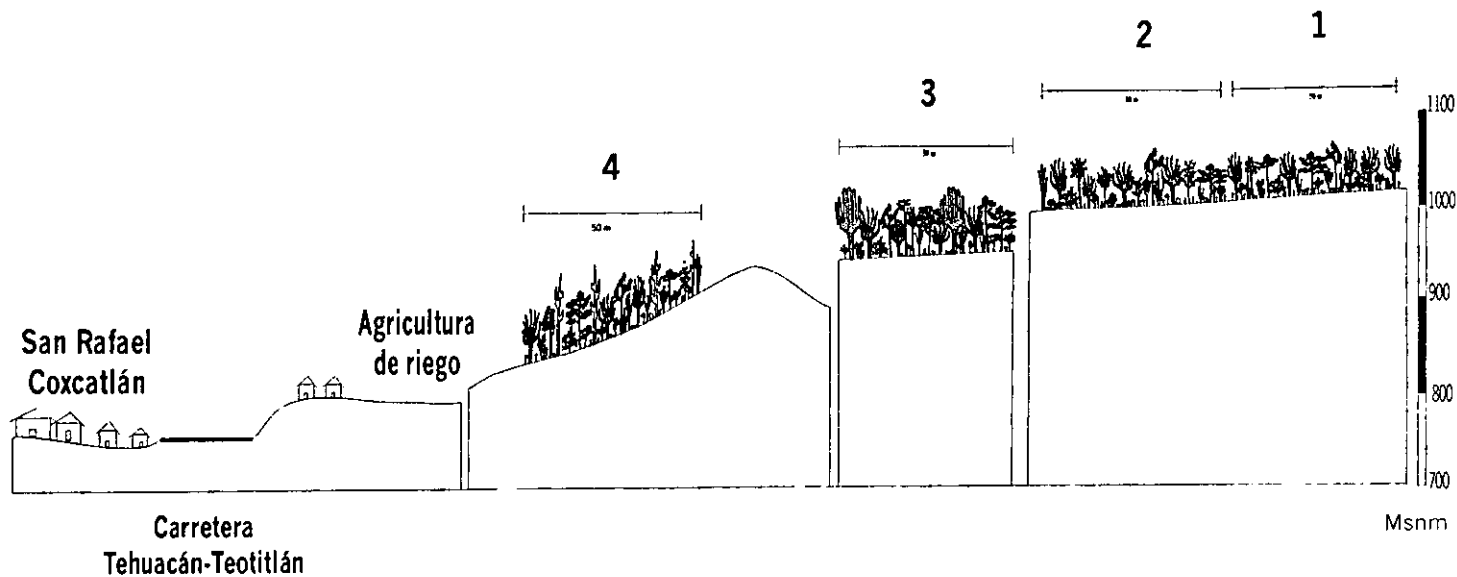 1
2
3
4
50 m
1100
1000
900
800
700
Msnm
Agricultura
de riego
San Rafael
Coxcatlán
Carretera
Tehuacán-Teotitlán